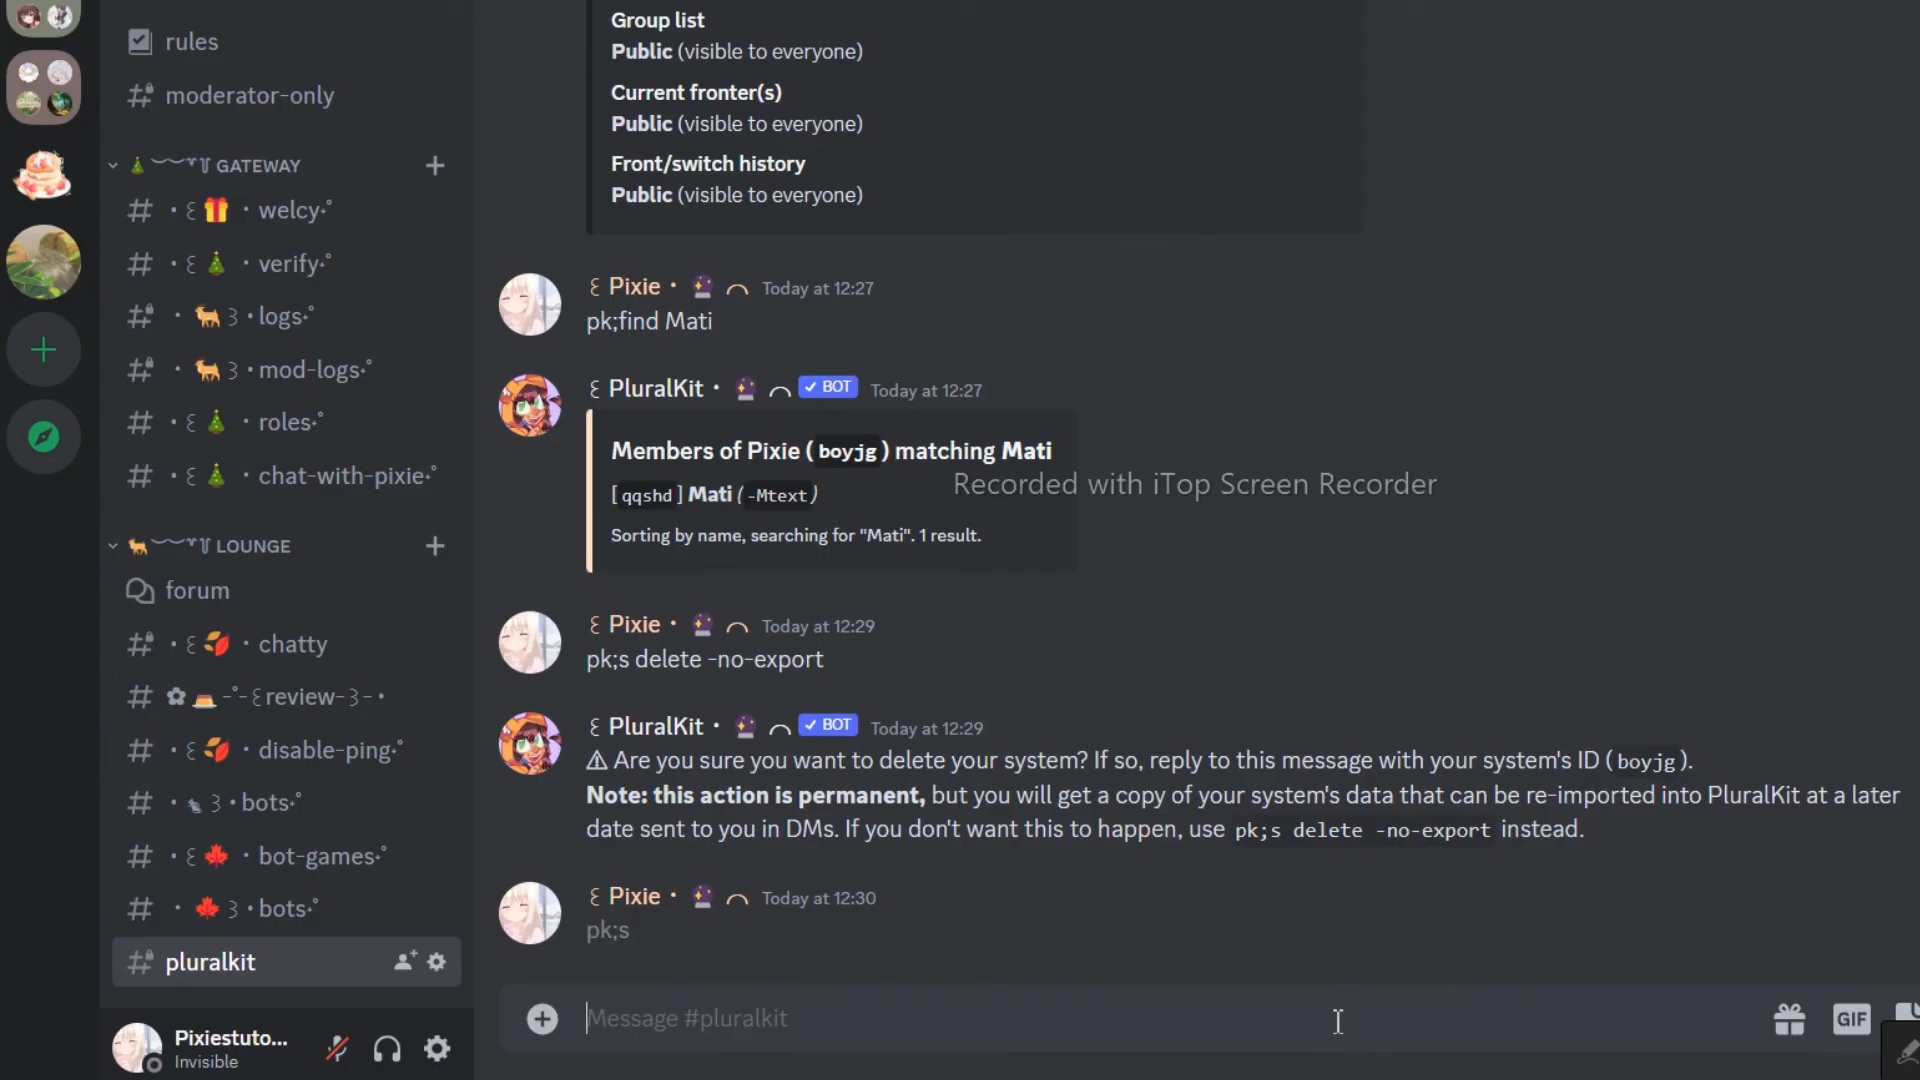 rules
moderator-only
GATEWAY
welcy
verify
logs
mod-logs
roles
chat-with-pixie
LOUNGE
forum
chatty
review
disable-ping
bots
bot-games
bots
pluralkit
Pixiestuto...
Invisible
Group list
Public (visible to everyone)
Current fronter(s)
Public (visible to everyone)
Front/switch history
Public (visible to everyone)
Pixie Today at 12:27
pk;find Mati
PluralKit BOT Today at 12:27
Members of Pixie (boyjg) matching Mati
[qqshd] Mati (-Mtext)
Sorting by name, searching for "Mati". 1 result.
Recorded with iTop Screen Recorder
Pixie Today at 12:29
pk;s delete -no-export
PluralKit BOT Today at 12:29
⚠ Are you sure you want to delete your system? If so, reply to this message with your system's ID (boyjg).
Note: this action is permanent, but you will get a copy of your system's data that can be re-imported into PluralKit at a later
date sent to you in DMs. If you don't want this to happen, use pk;s delete -no-export instead.
Pixie Today at 12:30
pk;s
Message #pluralkit
GIF